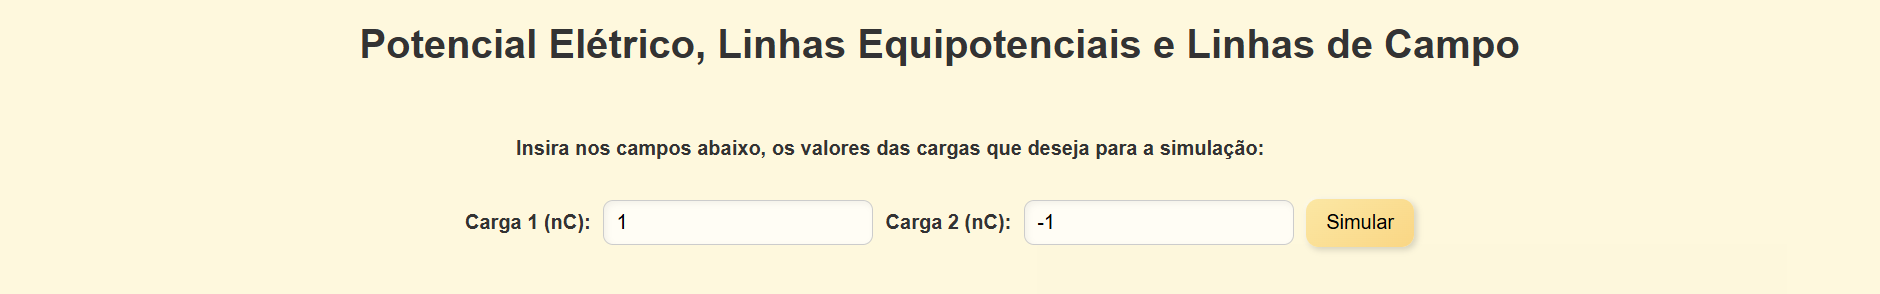 Potencial Elétrico, Linhas Equipotenciais e Linhas de Campo
Insira nos campos abaixo, os valores das cargas que deseja para a simulação:
Carga 1 (nC): 1 Carga 2 (nC): -1 Simular